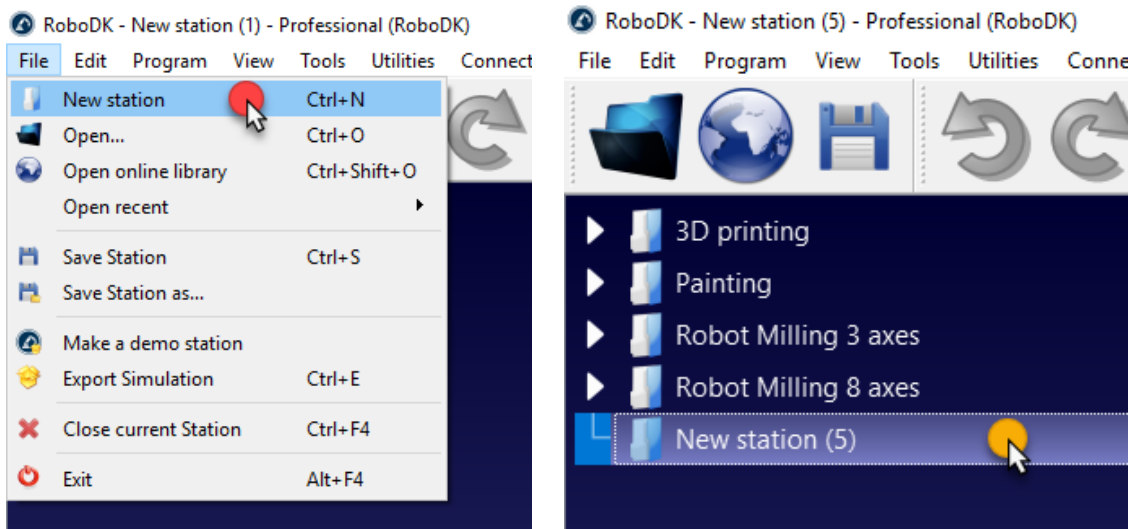 RoboDK - New station (1) - Professional (RoboDK)
File Edit Program View Tools Utilities Connect
New station Ctrl+N
Open... Ctrl+O
Open online library Ctrl+Shift+O
Open recent
Save Station Ctrl+S
Save Station as...
Make a demo station
Export Simulation Ctrl+E
Close current Station Ctrl+F4
Exit Alt+F4
RoboDK - New station (5) - Professional (RoboDK)
File Edit Program View Tools Utilities Conne
3D printing
Painting
Robot Milling 3 axes
Robot Milling 8 axes
New station (5)